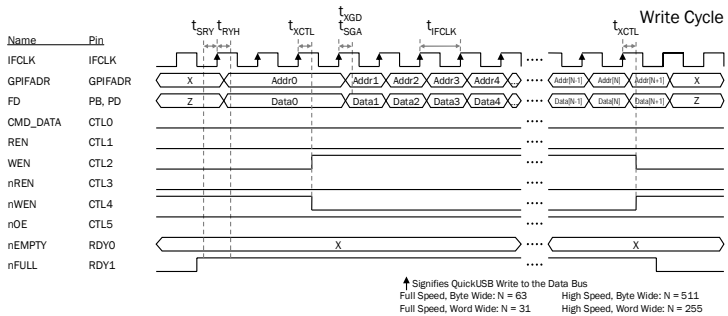 Write Cycle
tSRY tRYH tXCTL tXGD tSGA tIFCLK tXCTL
Name Pin
IFCLK IFCLK ....
GPIFADR GPIFADR X Addr0 Addr1 Addr2 Addr3 Addr4 .... Addr[N-1] Addr[N] Addr[N+1] X
FD PB, PD Z Data0 Data1 Data2 Data3 Data4 .... Data[N-1] Data[N] Data[N+1] Z
CMD_DATA CTL0 ....
REN CTL1 ....
WEN CTL2 ....
nREN CTL3 ....
nWEN CTL4 ....
nOE CTL5 ....
nEMPTY RDY0 X .... X
nFULL RDY1 ....
Signifies QuickUSB Write to the Data Bus
Full Speed, Byte Wide: N = 63 High Speed, Byte Wide: N = 511
Full Speed, Word Wide: N = 31 High Speed, Word Wide: N = 255